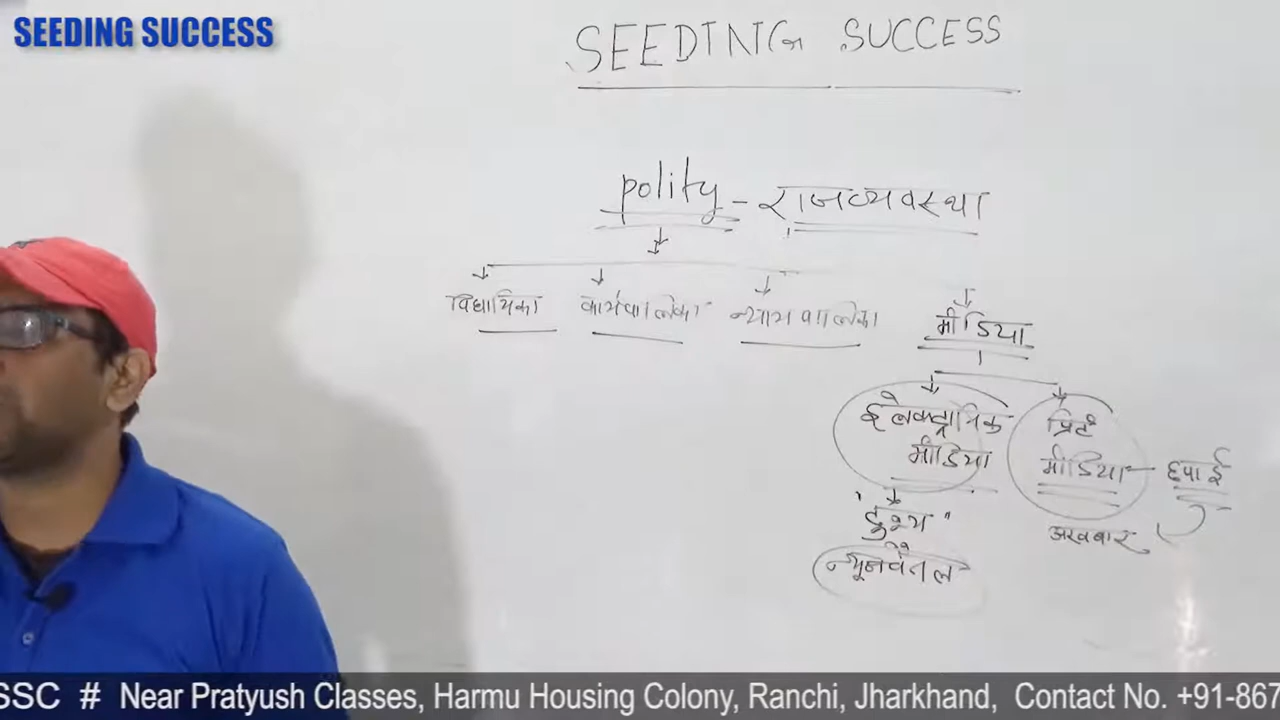 SEEDING SUCCESS
SEEDING SUCCESS
polity - राजव्यवस्था
विधायिका कार्यपालिका न्यायपालिका मीडिया
इलेक्ट्रानिक मीडिया
प्रिंट मीडिया - छपाई
"दृश्य"
अखबार
न्यूजचैनल
SSC # Near Pratyush Classes, Harmu Housing Colony, Ranchi, Jharkhand, Contact No. +91-867